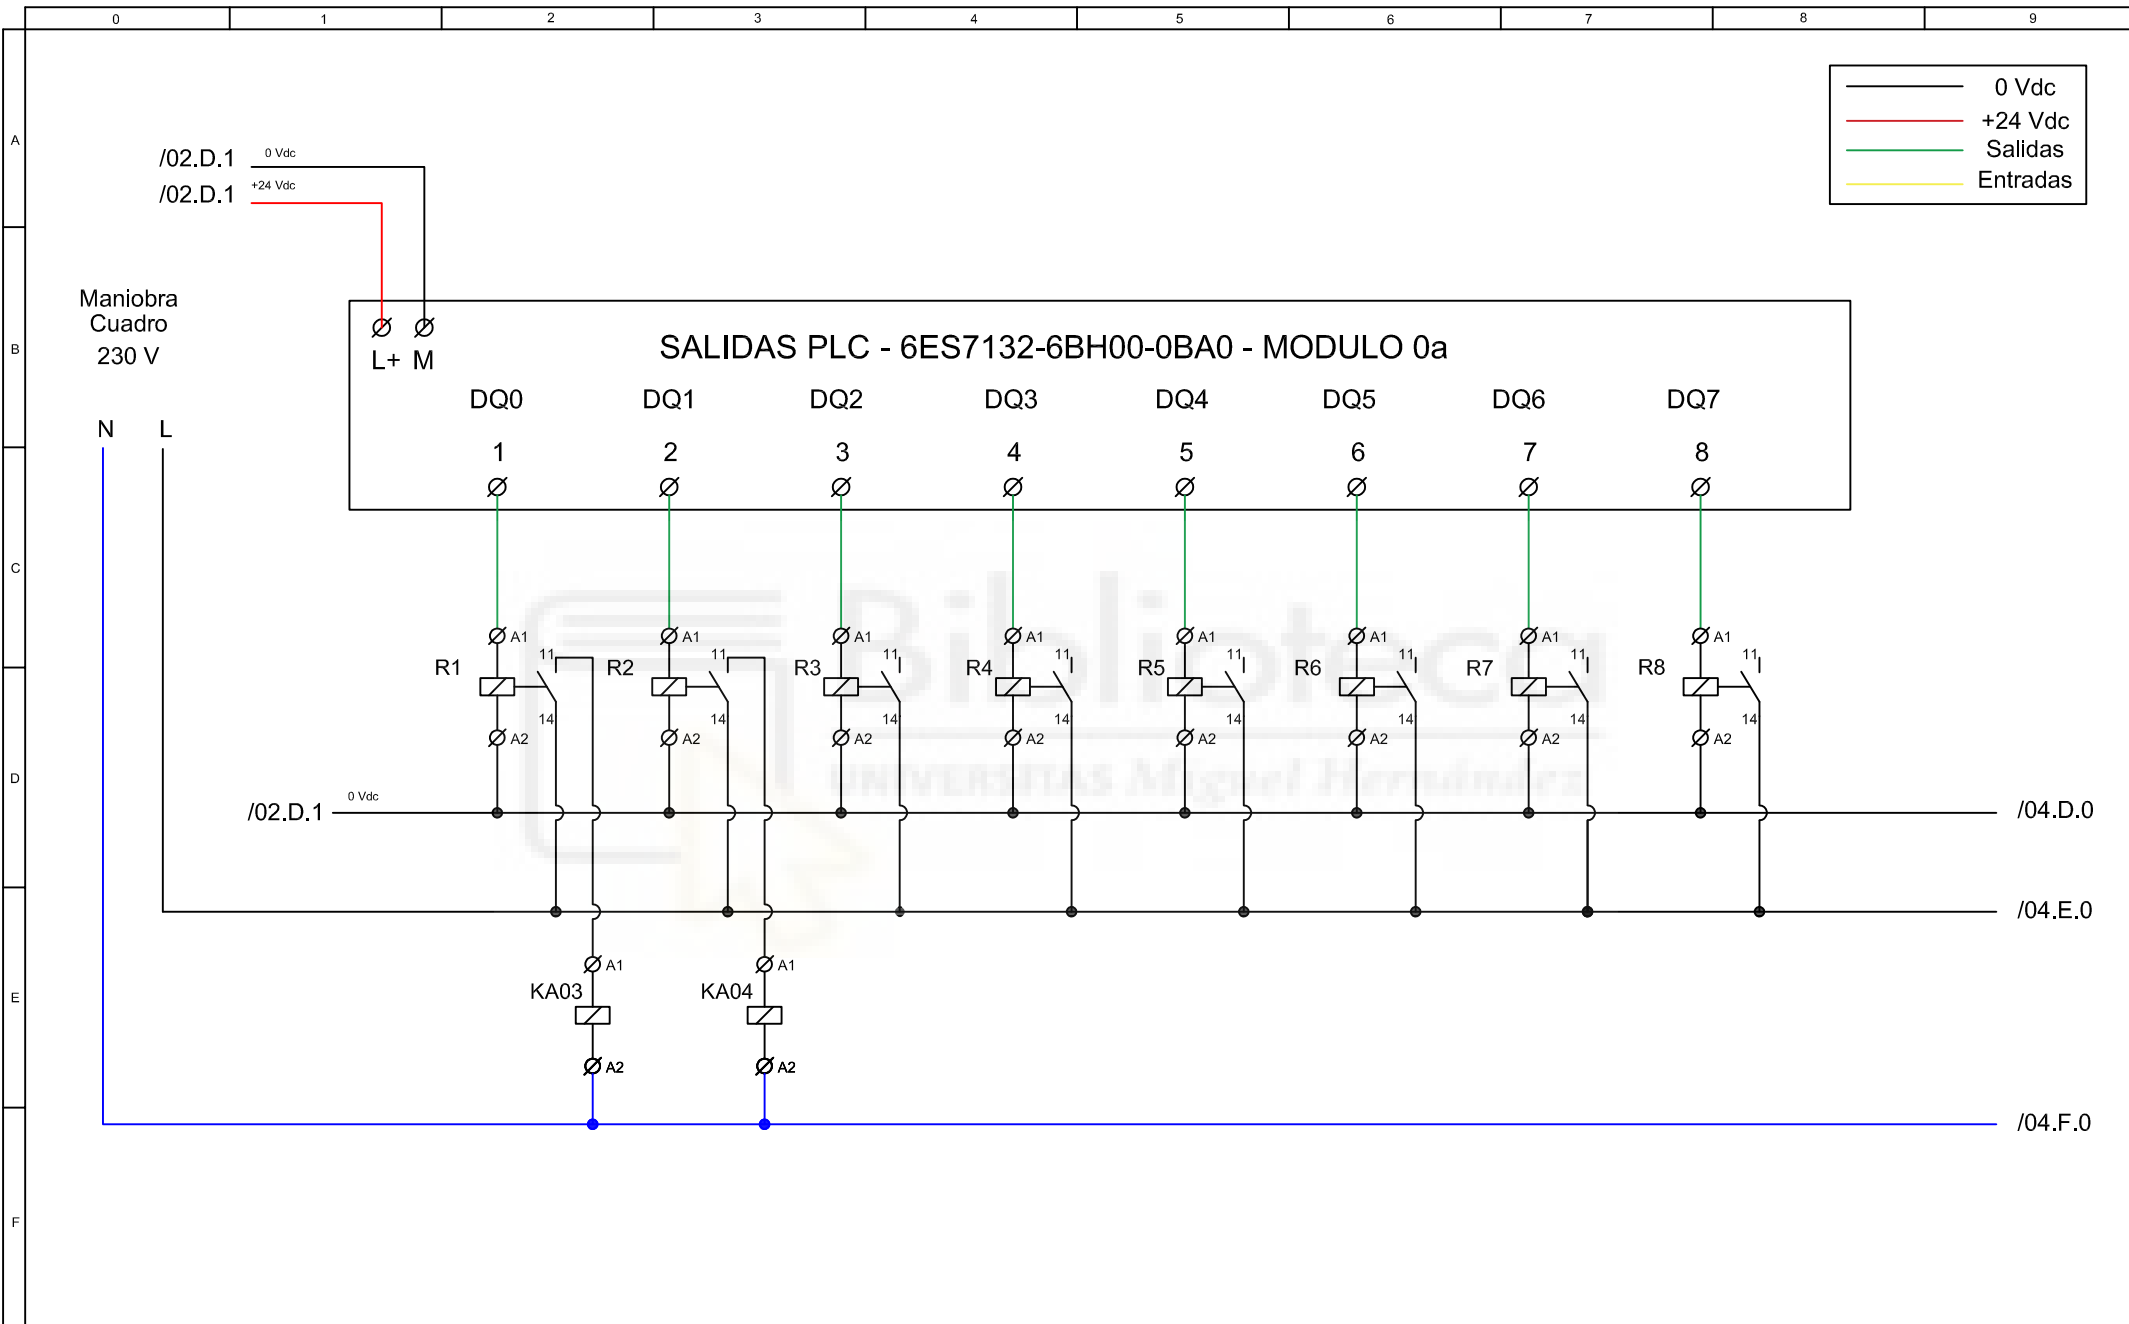 0 1 2 3 4 5 6 7 8 9
0 Vdc
+24 Vdc
Salidas
Entradas
A
/02.D.1 0 Vdc
/02.D.1 +24 Vdc
Maniobra
Cuadro
230 V
B
SALIDAS PLC - 6ES7132-6BH00-0BA0 - MODULO 0a
L+ M
DQ0 DQ1 DQ2 DQ3 DQ4 DQ5 DQ6 DQ7
N L
1 2 3 4 5 6 7 8
C
Biblioteca
A1 A1 A1 A1 A1 A1 A1 A1
11 11 11 11 11 11 11 11
R1 R2 R3 R4 R5 R6 R7 R8
14 14 14 14 14 14 14 14
A2 A2 A2 A2 A2 A2 A2 A2
UNIVERSITAS Miguel Hernández
D
/02.D.1 0 Vdc /04.D.0
/04.E.0
A1 A1
KA03 KA04
E
A2 A2
/04.F.0
F